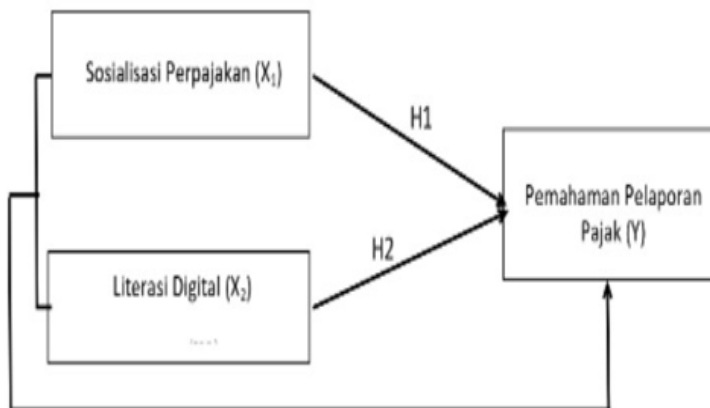 Sosialisasi Perpajakan (X₁)
H1
Pemahaman Pelaporan
Pajak (Y)
H2
Literasi Digital (X₂)